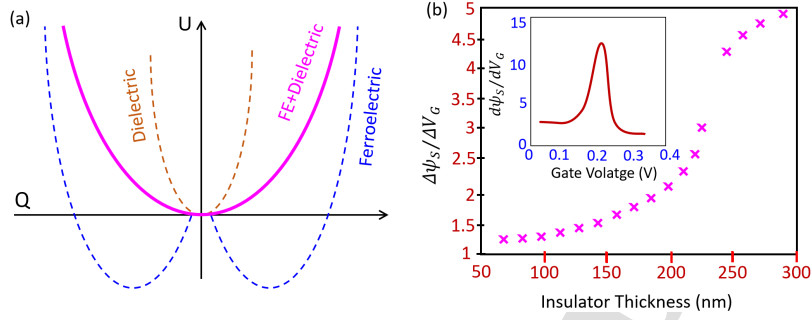 (a)
U
Q
Dielectric
FE+Dielectric
Ferroelectric
(b)
5
4.5
4
3.5
3
2.5
2
1.5
1
Δψ_S/ΔV_G
50
100
150
200
250
300
Insulator Thickness (nm)
15
10
5
0
0.1
0.2
0.3
0.4
dψ_S/dV_G
Gate Volatge (V)